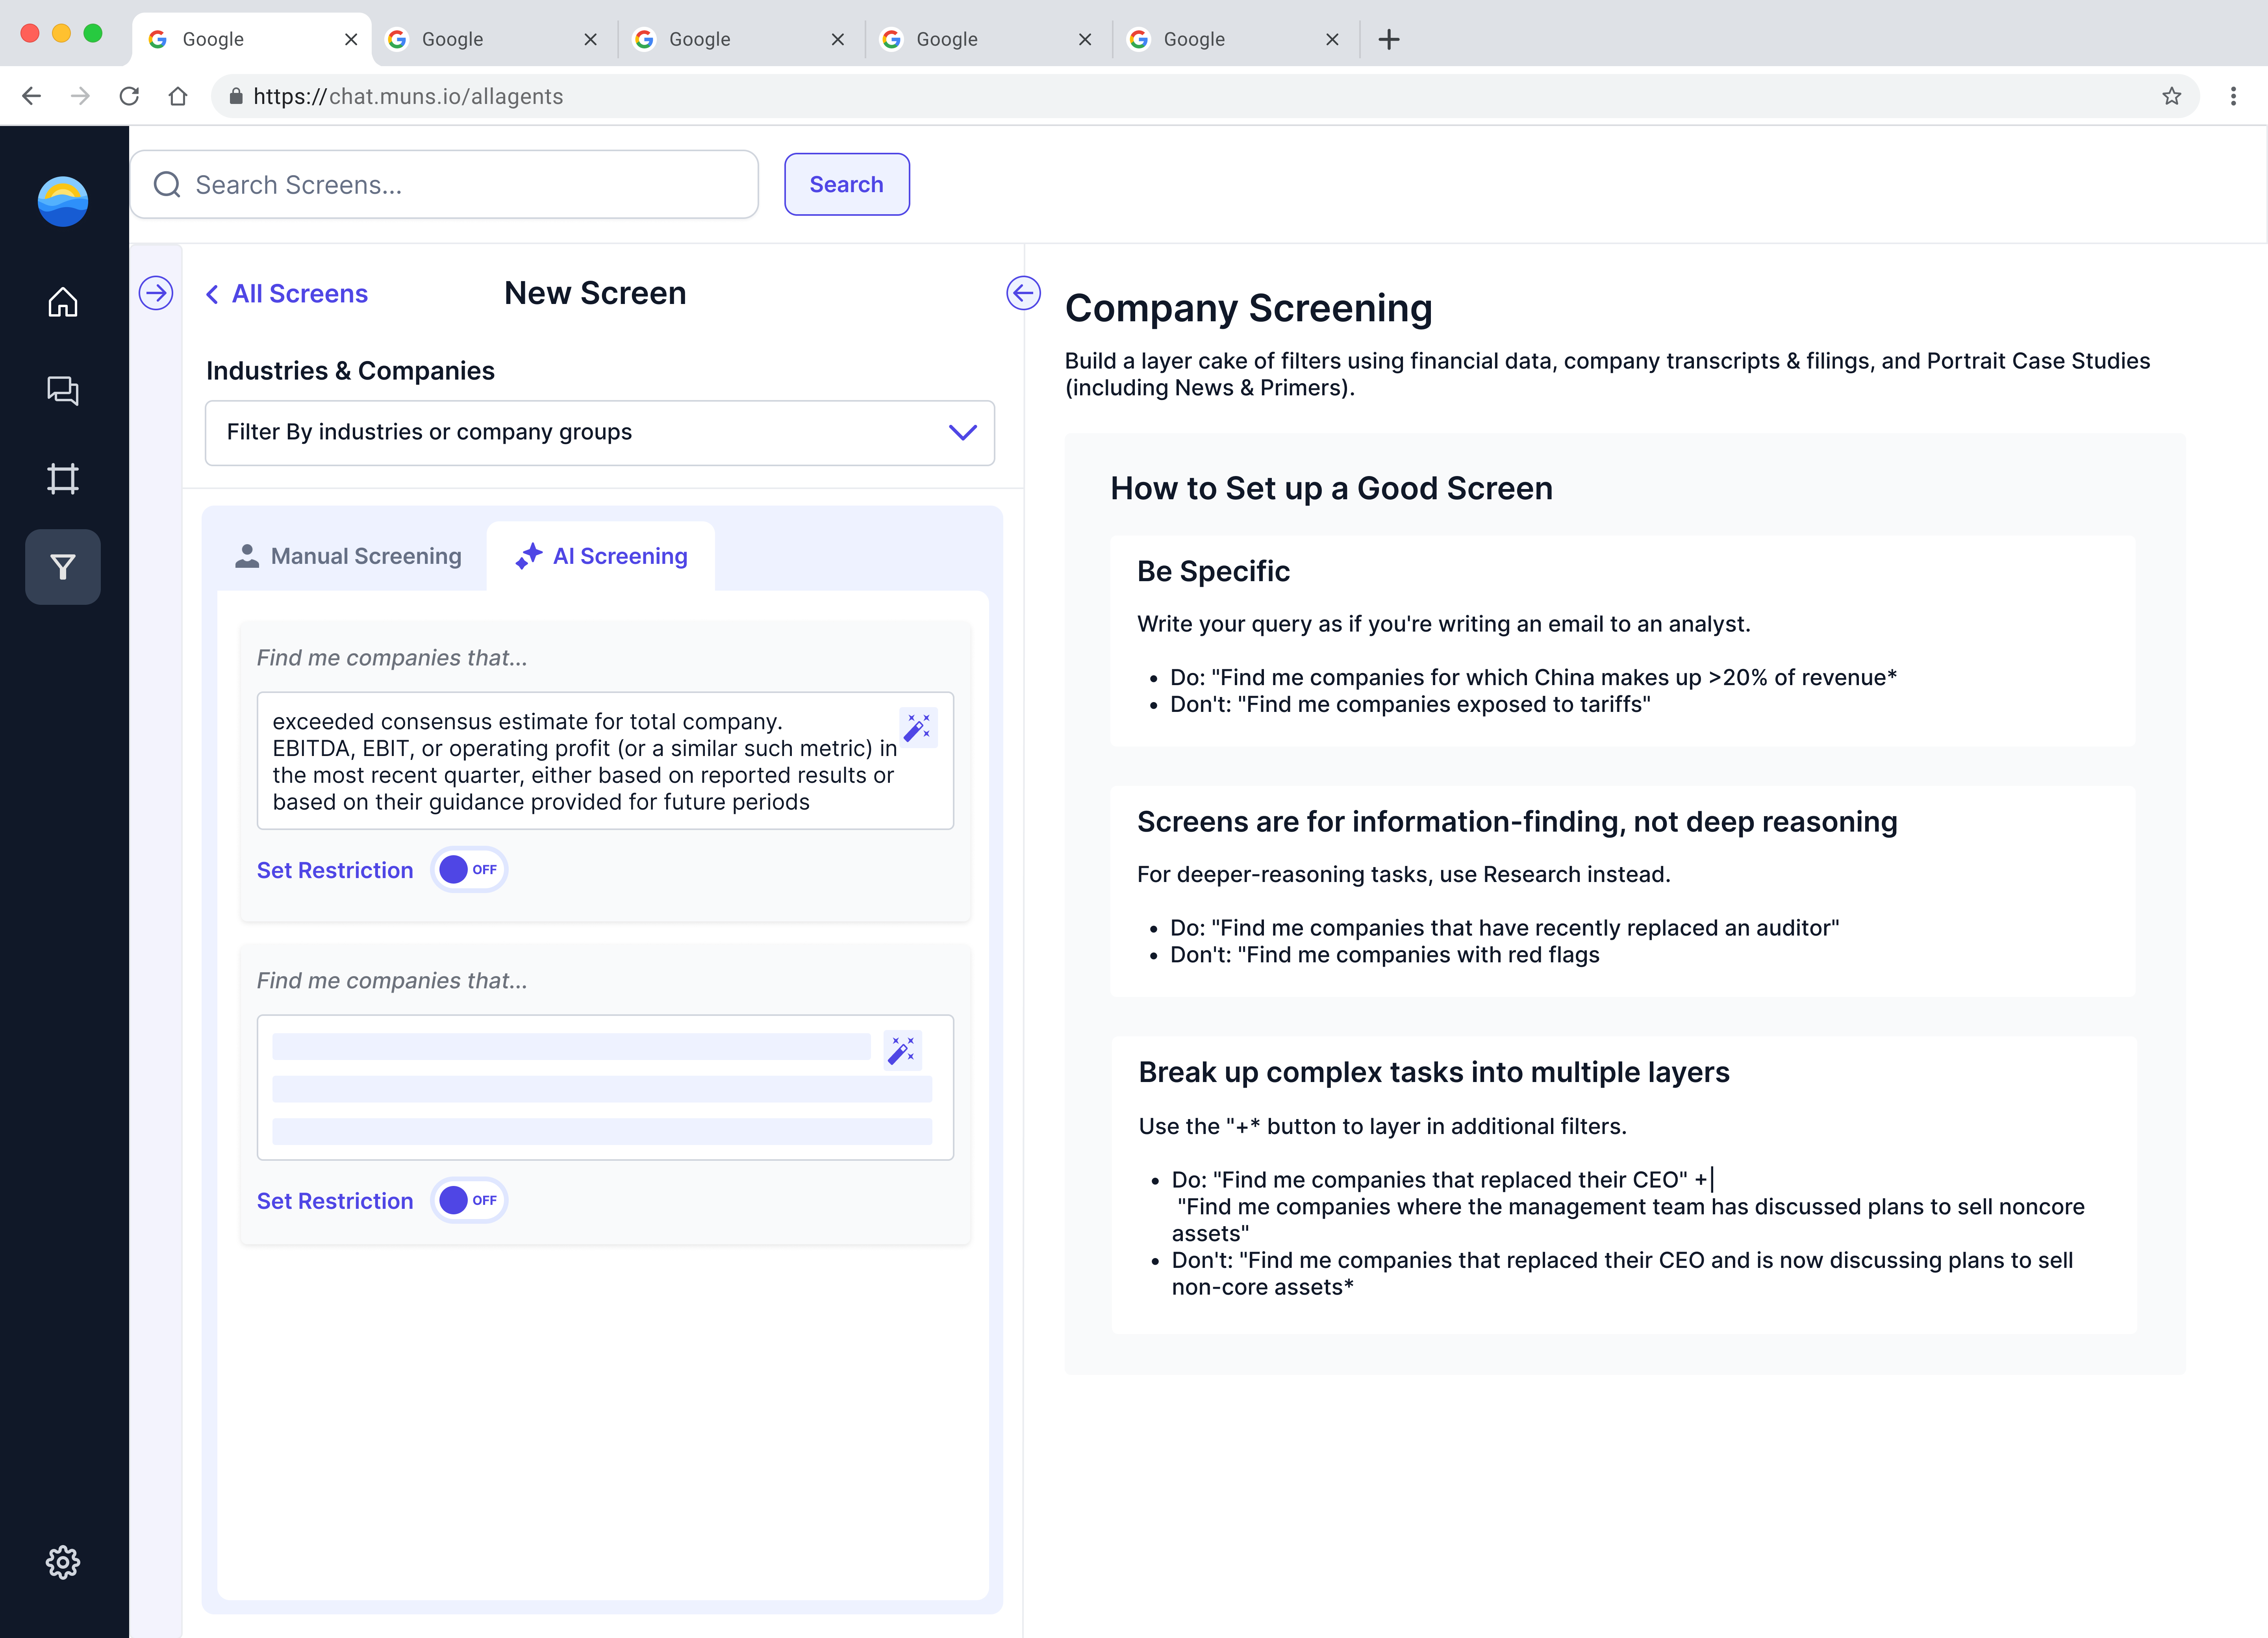 Google
Google
Google
Google
Google
https://chat.muns.io/allagents
Search Screens...
Search
All Screens
New Screen
Industries & Companies
Filter By industries or company groups
Manual Screening
AI Screening
Find me companies that...
exceeded consensus estimate for total company.
EBITDA, EBIT, or operating profit (or a similar such metric) in
the most recent quarter, either based on reported results or
based on their guidance provided for future periods
Set Restriction
OFF
Find me companies that...
Set Restriction
OFF
Company Screening
Build a layer cake of filters using financial data, company transcripts & filings, and Portrait Case Studies
(including News & Primers).
How to Set up a Good Screen
Be Specific
Write your query as if you're writing an email to an analyst.
• Do: "Find me companies for which China makes up >20% of revenue*
• Don't: "Find me companies exposed to tariffs"
Screens are for information-finding, not deep reasoning
For deeper-reasoning tasks, use Research instead.
• Do: "Find me companies that have recently replaced an auditor"
• Don't: "Find me companies with red flags
Break up complex tasks into multiple layers
Use the "+* button to layer in additional filters.
• Do: "Find me companies that replaced their CEO" +|
"Find me companies where the management team has discussed plans to sell noncore
assets"
• Don't: "Find me companies that replaced their CEO and is now discussing plans to sell
non-core assets*